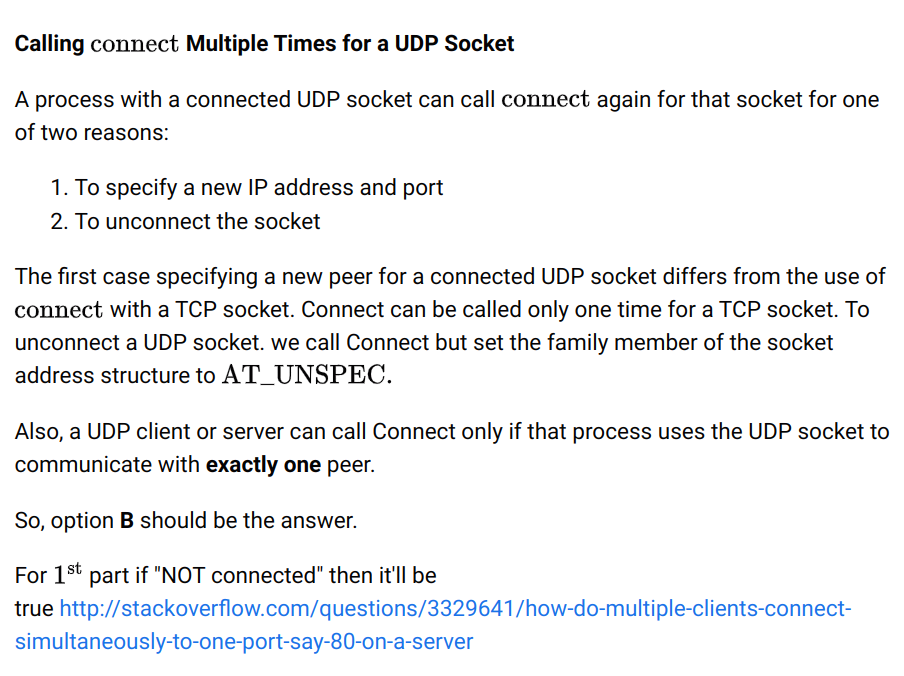 Calling connect Multiple Times for a UDP Socket
A process with a connected UDP socket can call connect again for that socket for one
of two reasons:
1. To specify a new IP address and port
2. To unconnect the socket
The first case specifying a new peer for a connected UDP socket differs from the use of
connect with a TCP socket. Connect can be called only one time for a TCP socket. To
unconnect a UDP socket. we call Connect but set the family member of the socket
address structure to AT_UNSPEC.
Also, a UDP client or server can call Connect only if that process uses the UDP socket to
communicate with exactly one peer.
So, option B should be the answer.
For 1st part if "NOT connected" then it'll be
true http://stackoverflow.com/questions/3329641/how-do-multiple-clients-connect-
simultaneously-to-one-port-say-80-on-a-server